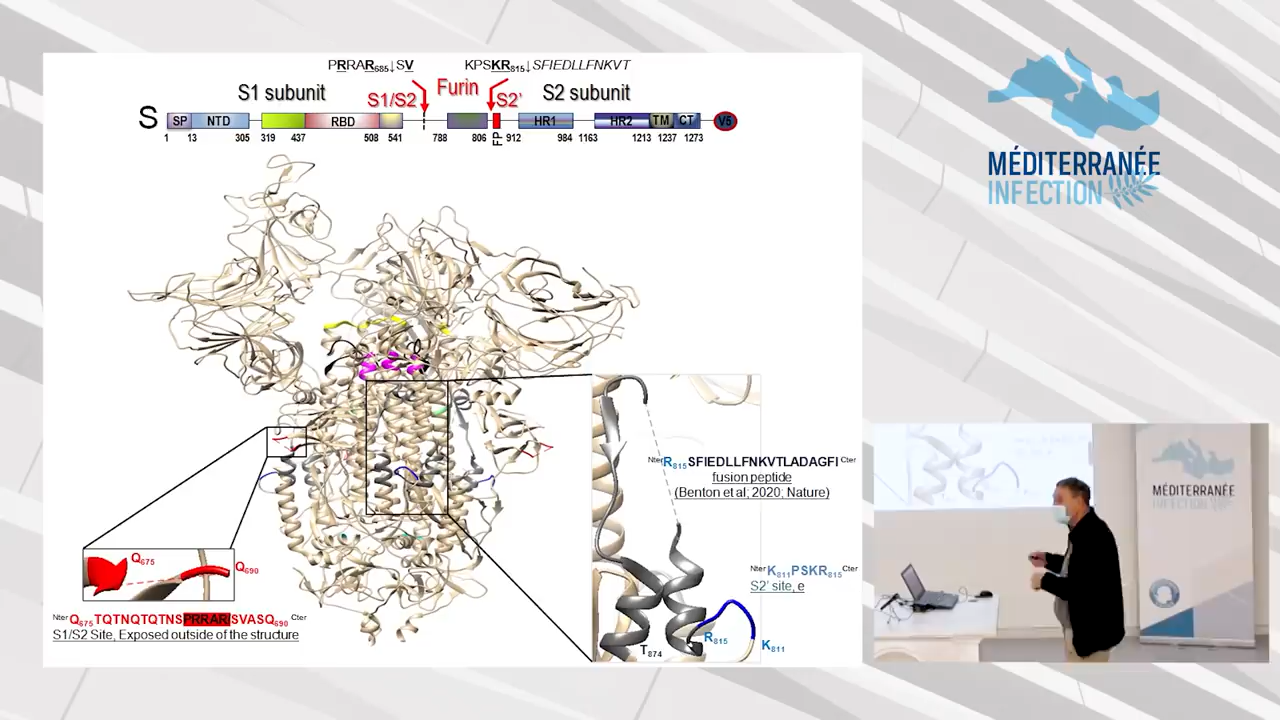 PRRAR685↓SV
KPSKR815↓SFIEDLLFNKVT
S1 subunit
S1/S2
Furin
S2'
S2 subunit
S
SP
NTD
RBD
HR1
HR2
TM
CT
V5
FP
1
13
305
319
437
508
541
788
806
912
984
1163
1213
1237
1273
NterR815SFIEDLLFNKVTLADAGFICter
fusion peptide
(Benton et al; 2020; Nature)
NterK811PSKR815Cter
S2' site, e
R815
K811
T874
Q675
Q690
NterQ675TQTNQTQTNSPRRARSVASQ690 Cter
S1/S2 Site, Exposed outside of the structure
MÉDITERRANÉE
INFECTION
MÉDITERRANÉE
INFECTION